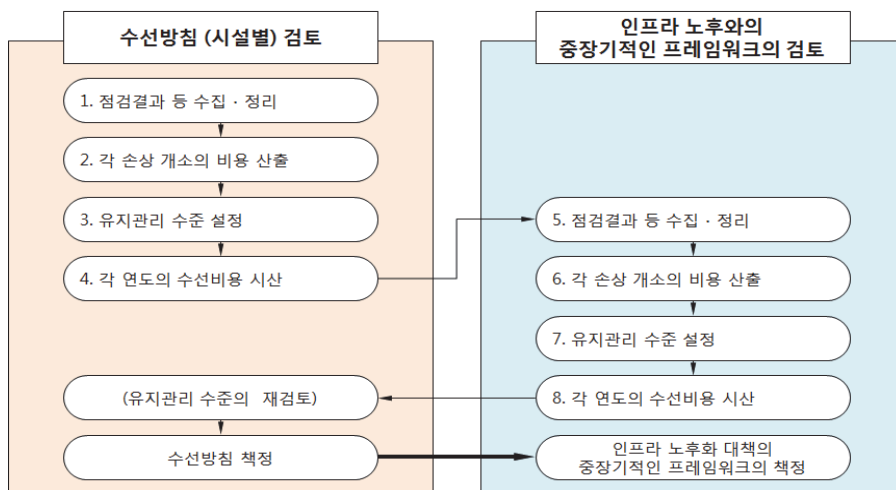 수선방침 (시설별) 검토
1. 점검결과 등 수집 · 정리
2. 각 손상 개소의 비용 산출
3. 유지관리 수준 설정
4. 각 연도의 수선비용 시산
(유지관리 수준의 재검토)
수선방침 책정
인프라 노후와의
중장기적인 프레임워크의 검토
5. 점검결과 등 수집 · 정리
6. 각 손상 개소의 비용 산출
7. 유지관리 수준 설정
8. 각 연도의 수선비용 시산
인프라 노후화 대책의
중장기적인 프레임워크의 책정